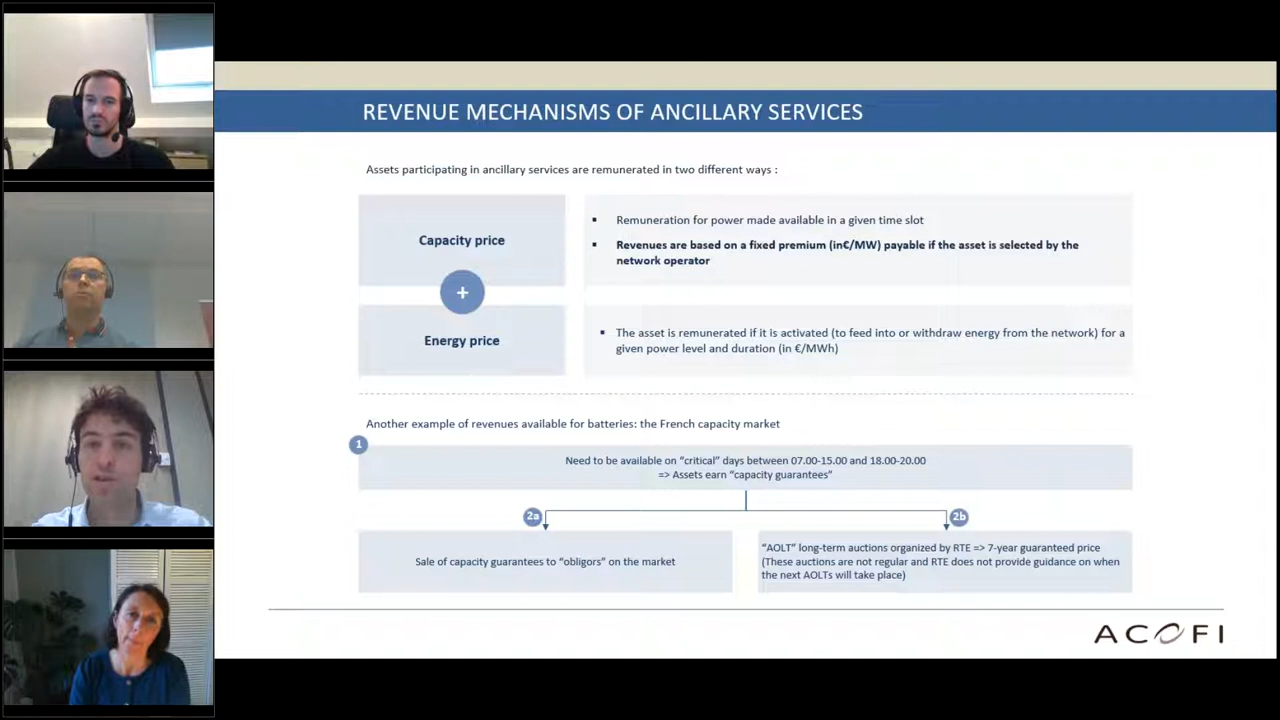 REVENUE MECHANISMS OF ANCILLARY SERVICES
Assets participating in ancillary services are remunerated in two different ways :
Capacity price
▪ Remuneration for power made available in a given time slot
▪ Revenues are based on a fixed premium (in€/MW) payable if the asset is selected by the
network operator
+
Energy price
▪ The asset is remunerated if it is activated (to feed into or withdraw energy from the network) for a
given power level and duration (in €/MWh)
Another example of revenues available for batteries: the French capacity market
1
Need to be available on “critical” days between 07.00-15.00 and 18.00-20.00
=> Assets earn “capacity guarantees”
2a
2b
Sale of capacity guarantees to “obligors” on the market
“AOLT” long-term auctions organized by RTE => 7-year guaranteed price
(These auctions are not regular and RTE does not provide guidance on when
the next AOLTs will take place)
ACOFI